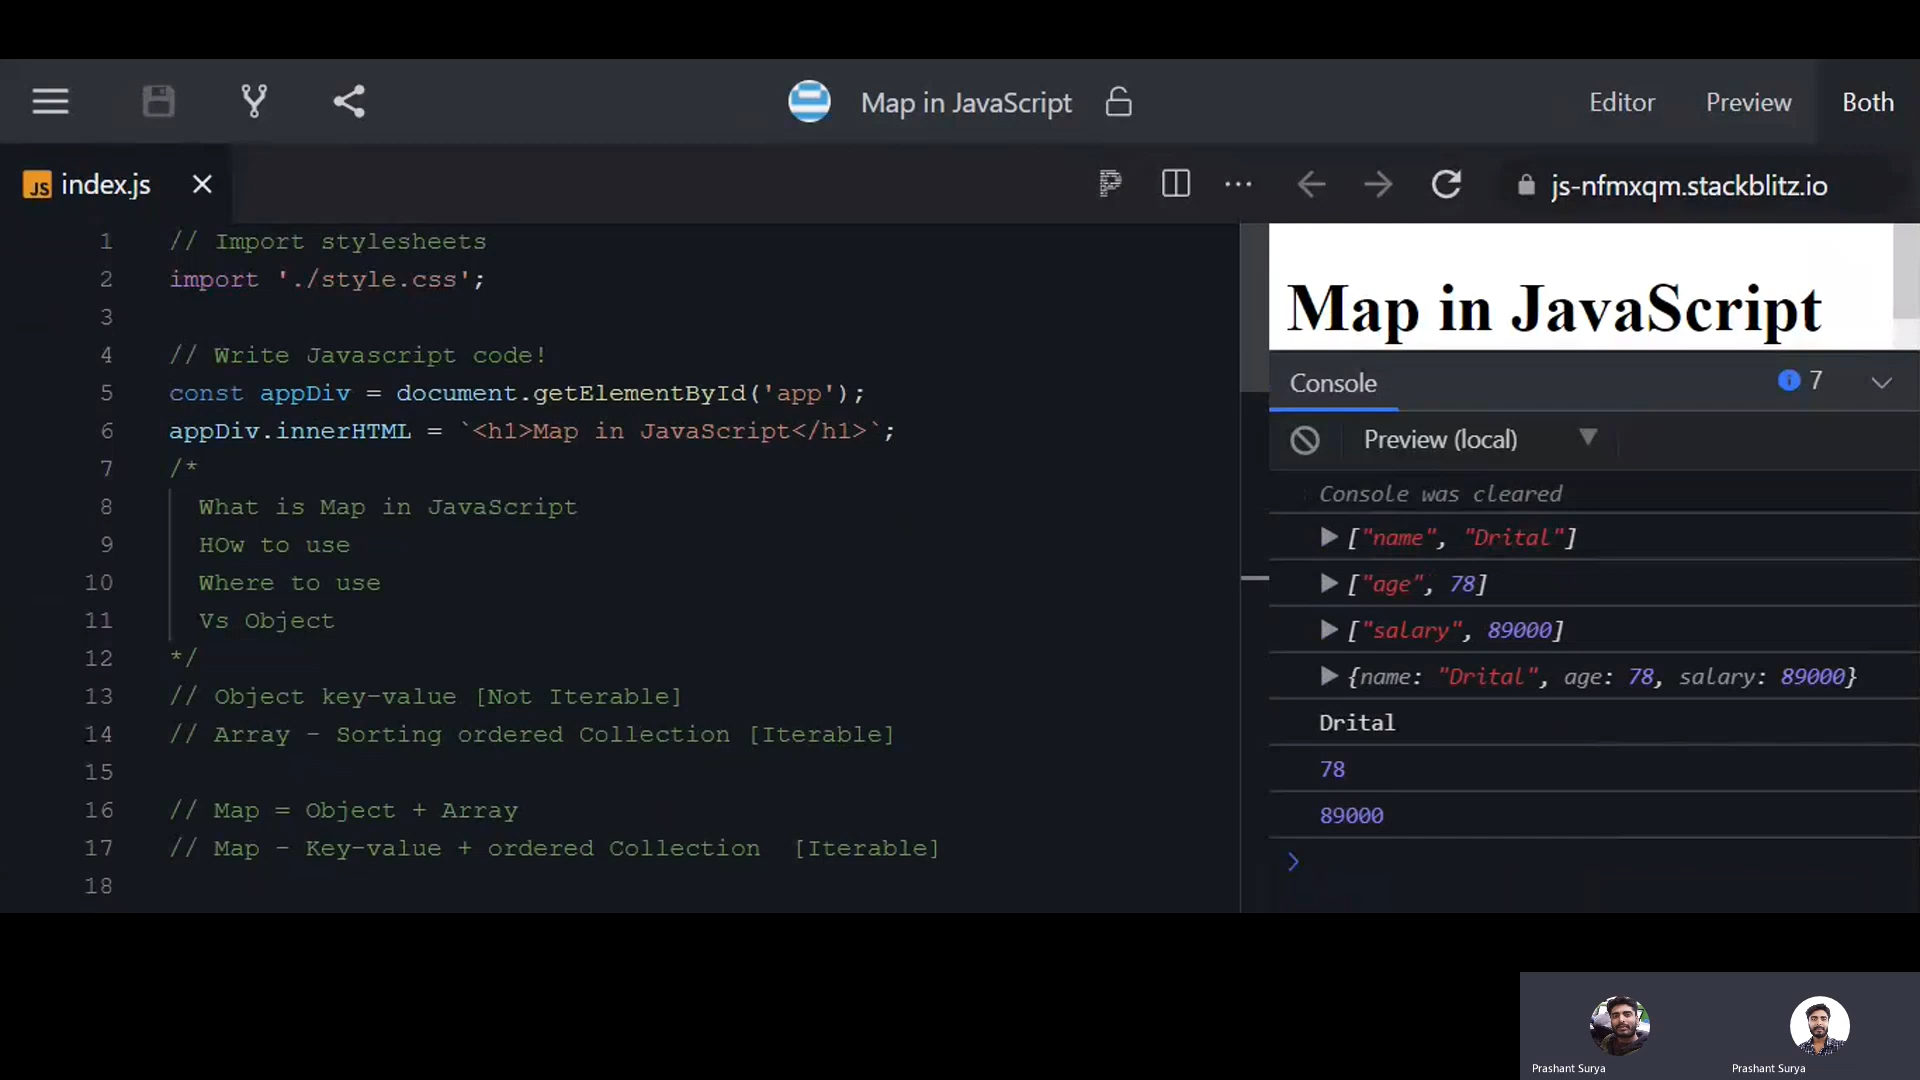 Map in JavaScript
Editor Preview Both
JS index.js
js-nfmxqm.stackblitz.io
1 // Import stylesheets
2 import './style.css';
3
4 // Write Javascript code!
5 const appDiv = document.getElementById('app');
6 appDiv.innerHTML = `<h1>Map in JavaScript</h1>`;
7 /*
8 What is Map in JavaScript
9 HOw to use
10 Where to use
11 Vs Object
12 */
13 // Object key-value [Not Iterable]
14 // Array - Sorting ordered Collection [Iterable]
15
16 // Map = Object + Array
17 // Map - Key-value + ordered Collection  [Iterable]
18
Map in JavaScript
Console 7
Preview (local)
Console was cleared
["name", "Drital"]
["age", 78]
["salary", 89000]
{name: "Drital", age: 78, salary: 89000}
Drital
78
89000
Prashant Surya
Prashant Surya